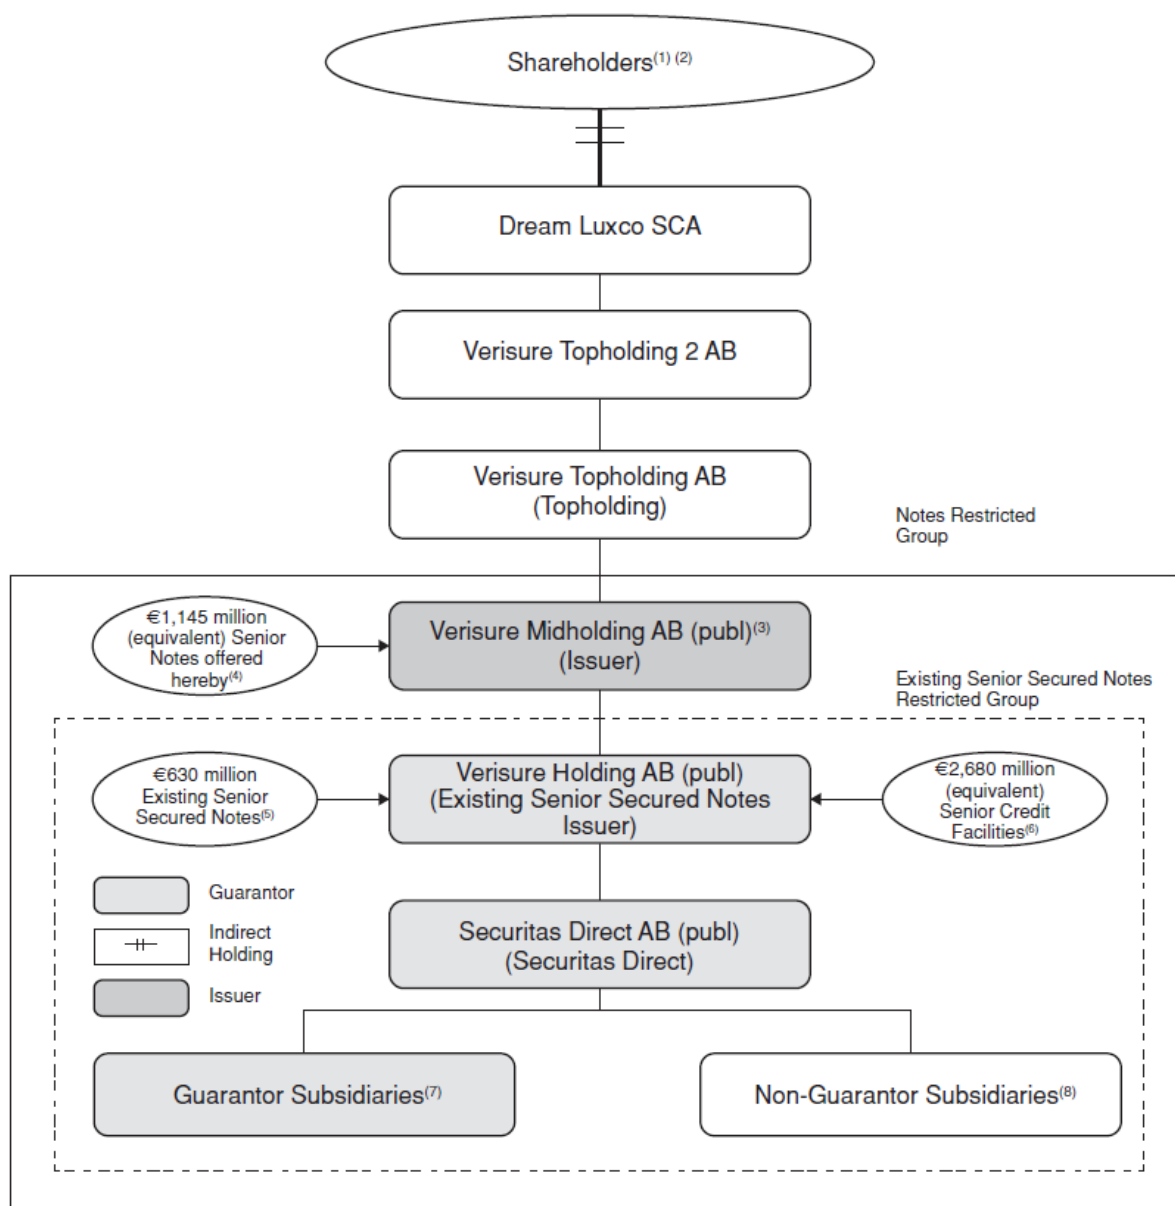 Shareholders(1) (2)
Dream Luxco SCA
Verisure Topholding 2 AB
Verisure Topholding AB
(Topholding)
Notes Restricted
Group
€1,145 million
(equivalent) Senior
Notes offered
hereby(4)
Verisure Midholding AB (publ)(3)
(Issuer)
Existing Senior Secured Notes
Restricted Group
€630 million
Existing Senior
Secured Notes(5)
Verisure Holding AB (publ)
(Existing Senior Secured Notes
Issuer)
€2,680 million
(equivalent)
Senior Credit
Facilities(6)
Guarantor
Indirect
Holding
Issuer
Securitas Direct AB (publ)
(Securitas Direct)
Guarantor Subsidiaries(7)
Non-Guarantor Subsidiaries(8)